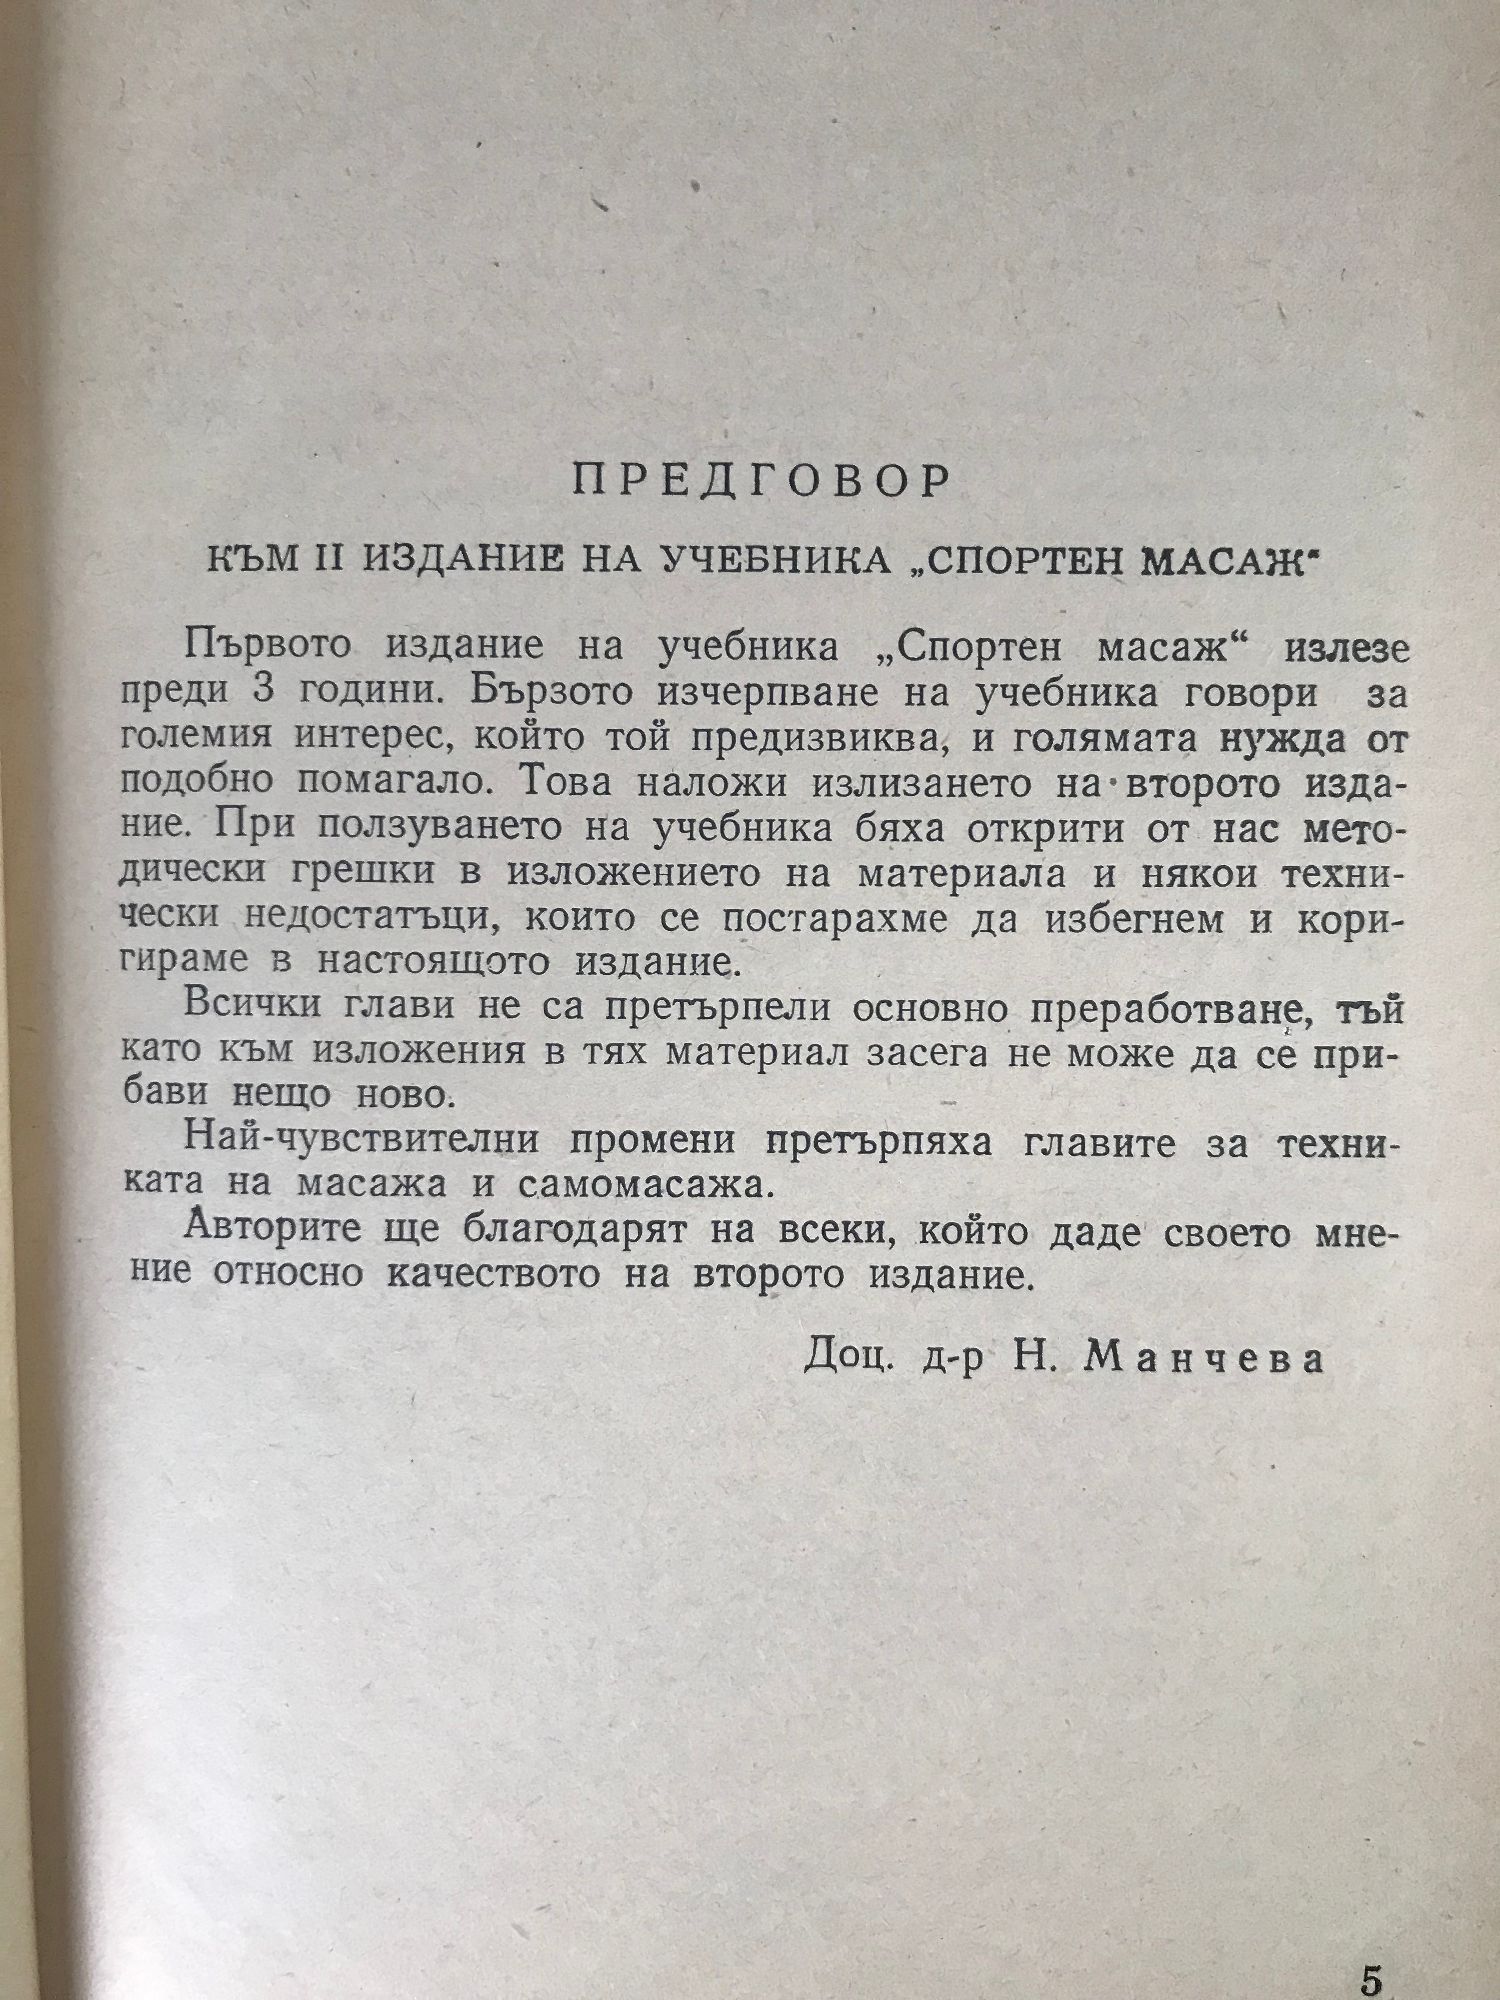 ПРЕДГОВОР
КЪМ II ИЗДАНИЕ НА УЧЕБНИКА „СПОРТЕН МАСАЖ“
Първото издание на учебника „Спортен масаж“ излезе
преди 3 години. Бързото изчерпване на учебника говори за
големия интерес, който той предизвиква, и голямата нужда от
подобно помагало. Това наложи излизането на второто изда-
ние. При ползуването на учебника бяха открити от нас мето-
дически грешки в изложението на материала и някои техни-
чески недостатъци, които се постарахме да избегнем и кори-
гираме в настоящото издание.
Всички глави не са претърпели основно преработване, тъй
като към изложения в тях материал засега не може да се при-
бави нещо ново.
Най-чувствителни промени претърпяха главите за техни-
ката на масажа и самомасажа.
Авторите ще благодарят на всеки, който даде своето мне-
ние относно качеството на второто издание.
Доц. д-р Н. Манчева
5